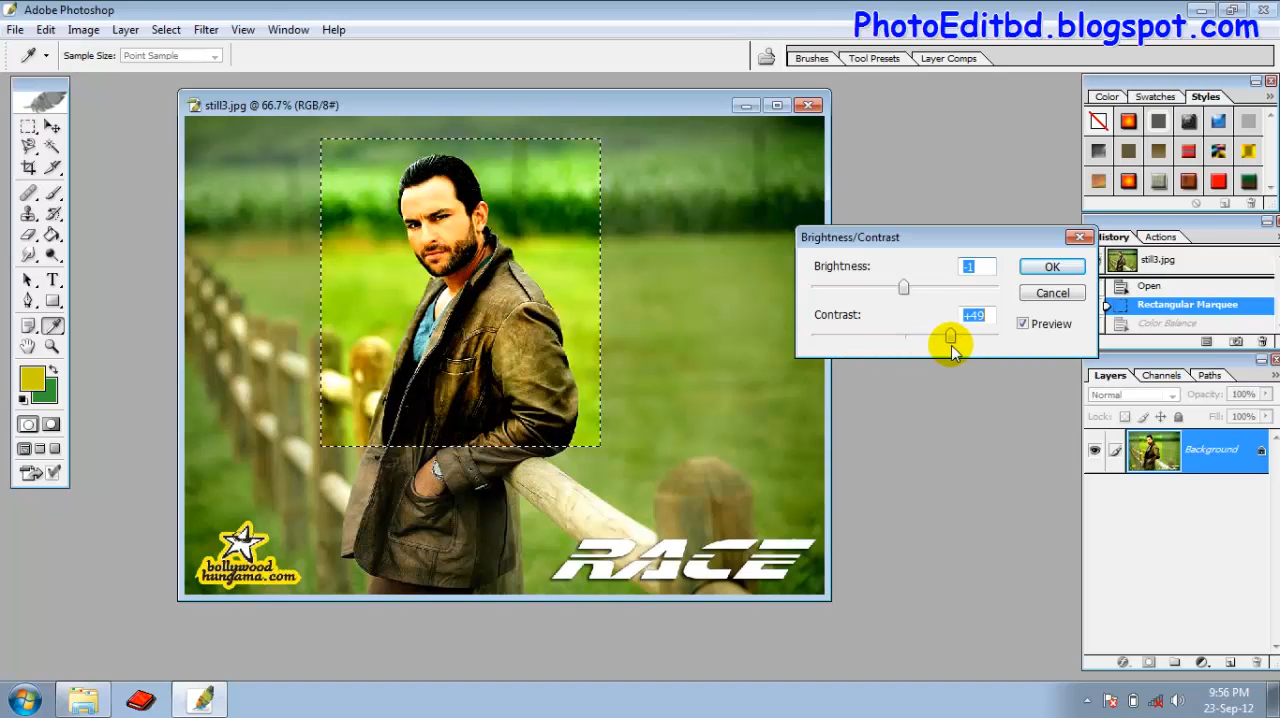 Adobe Photoshop
PhotoEditbd.blogspot.com
File Edit Image Layer Select Filter View Window Help
Sample Size: Point Sample
Brushes Tool Presets Layer Comps
still3.jpg @ 66.7% (RGB/8#)
Color Swatches Styles
Brightness/Contrast
Brightness: -1
OK
Cancel
Contrast: +49
Preview
History Actions
still3.jpg
Open
Rectangular Marquee
Color Balance
Layers Channels Paths
Normal Opacity: 100%
Lock: Fill: 100%
Background
bollywood
hungama.com
RACE
T
9:56 PM
23-Sep-12